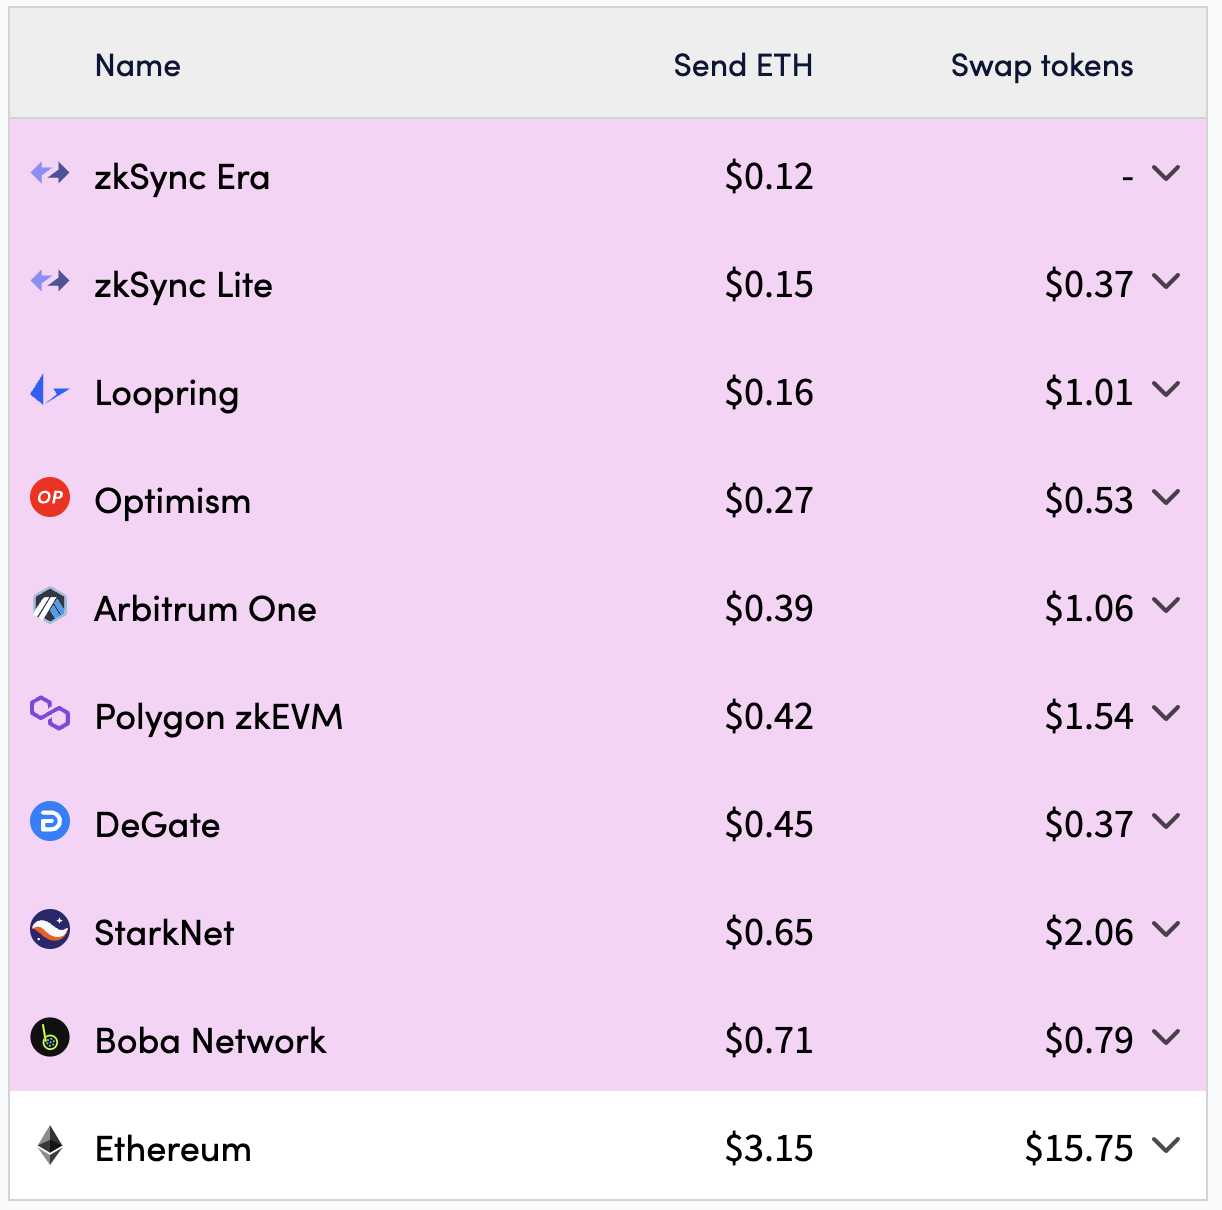 Name Send ETH Swap tokens
zkSync Era $0.12 -
zkSync Lite $0.15 $0.37
Loopring $0.16 $1.01
OP Optimism $0.27 $0.53
Arbitrum One $0.39 $1.06
Polygon zkEVM $0.42 $1.54
DeGate $0.45 $0.37
StarkNet $0.65 $2.06
Boba Network $0.71 $0.79
Ethereum $3.15 $15.75